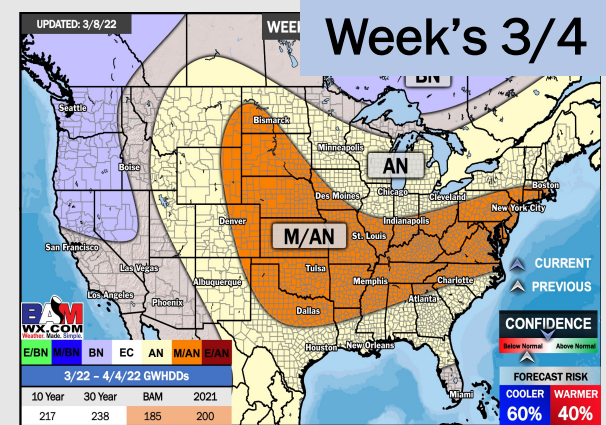 UPDATED: 3/8/22
WEE
Week's 3/4
BN
Seattle
Bismarck
Minneapolis
Boise
AN
Boston
Des Moines
Chicago
Cleveland
New York City
Denver
Indianapolis
M/AN
St. Louis
San Francisco
Las Vegas
CURRENT
Tulsa
Albuquerque
Memphis
Charlotte
PREVIOUS
Los Angeles
Phoenix
Atlanta
BAM
WX.COM
Weather. Made. Simple.
Dallas
CONFIDENCE
Below Normal
Above Normal
Houston
New Orleans
E/BN M/BN BN EC AN M/AN E/AN
3/22 – 4/4/22 GWHDDs
FORECAST RISK
Miami
COOLER WARMER
10 Year 30 Year BAM 2021
60% 40%
217 238 185 200